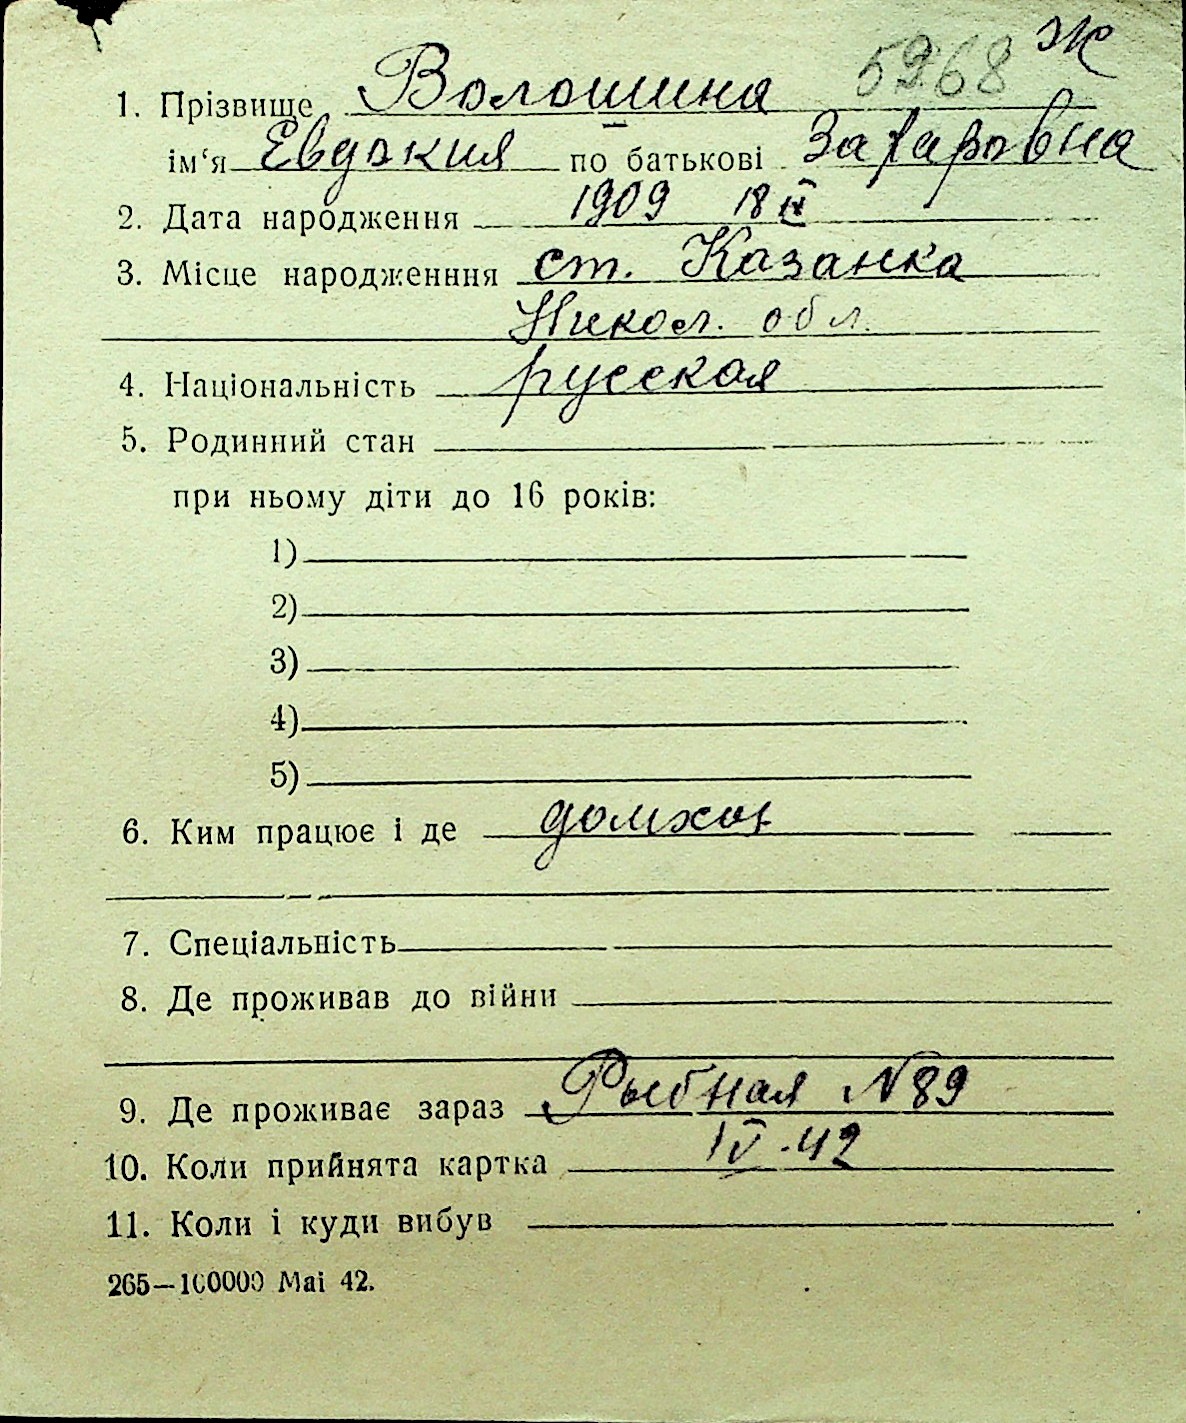 5268 Ж
1. Прізвище Волошина
ім‘я Евдокия по батькові Захаровна
2. Дата народження 1909 18 IV
3. Місце народженння ст. Казанка
Никол. обл.
4. Національність русская
5. Родинний стан
при ньому діти до 16 років:
1)
2)
3)
4)
5)
6. Ким працює і де домхоз
7. Спеціальність
8. Де проживав до війни
9. Де проживає зараз Рыбная N 89
10. Коли прийнята картка IV-42
11. Коли і куди вибув
265—100000 Mai 42.